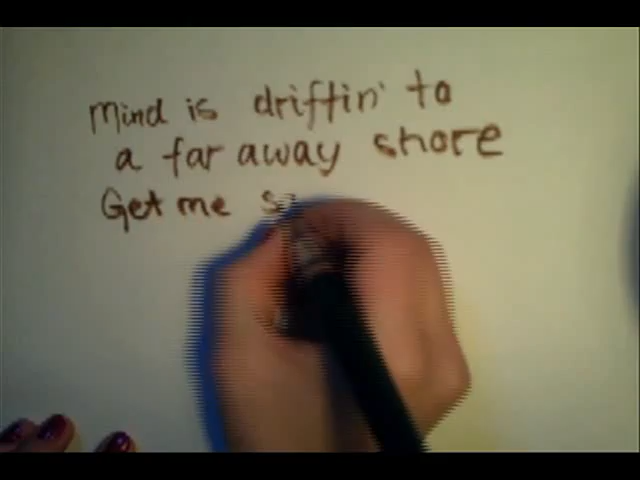 Mind is driftin' to
a far away shore
Get me